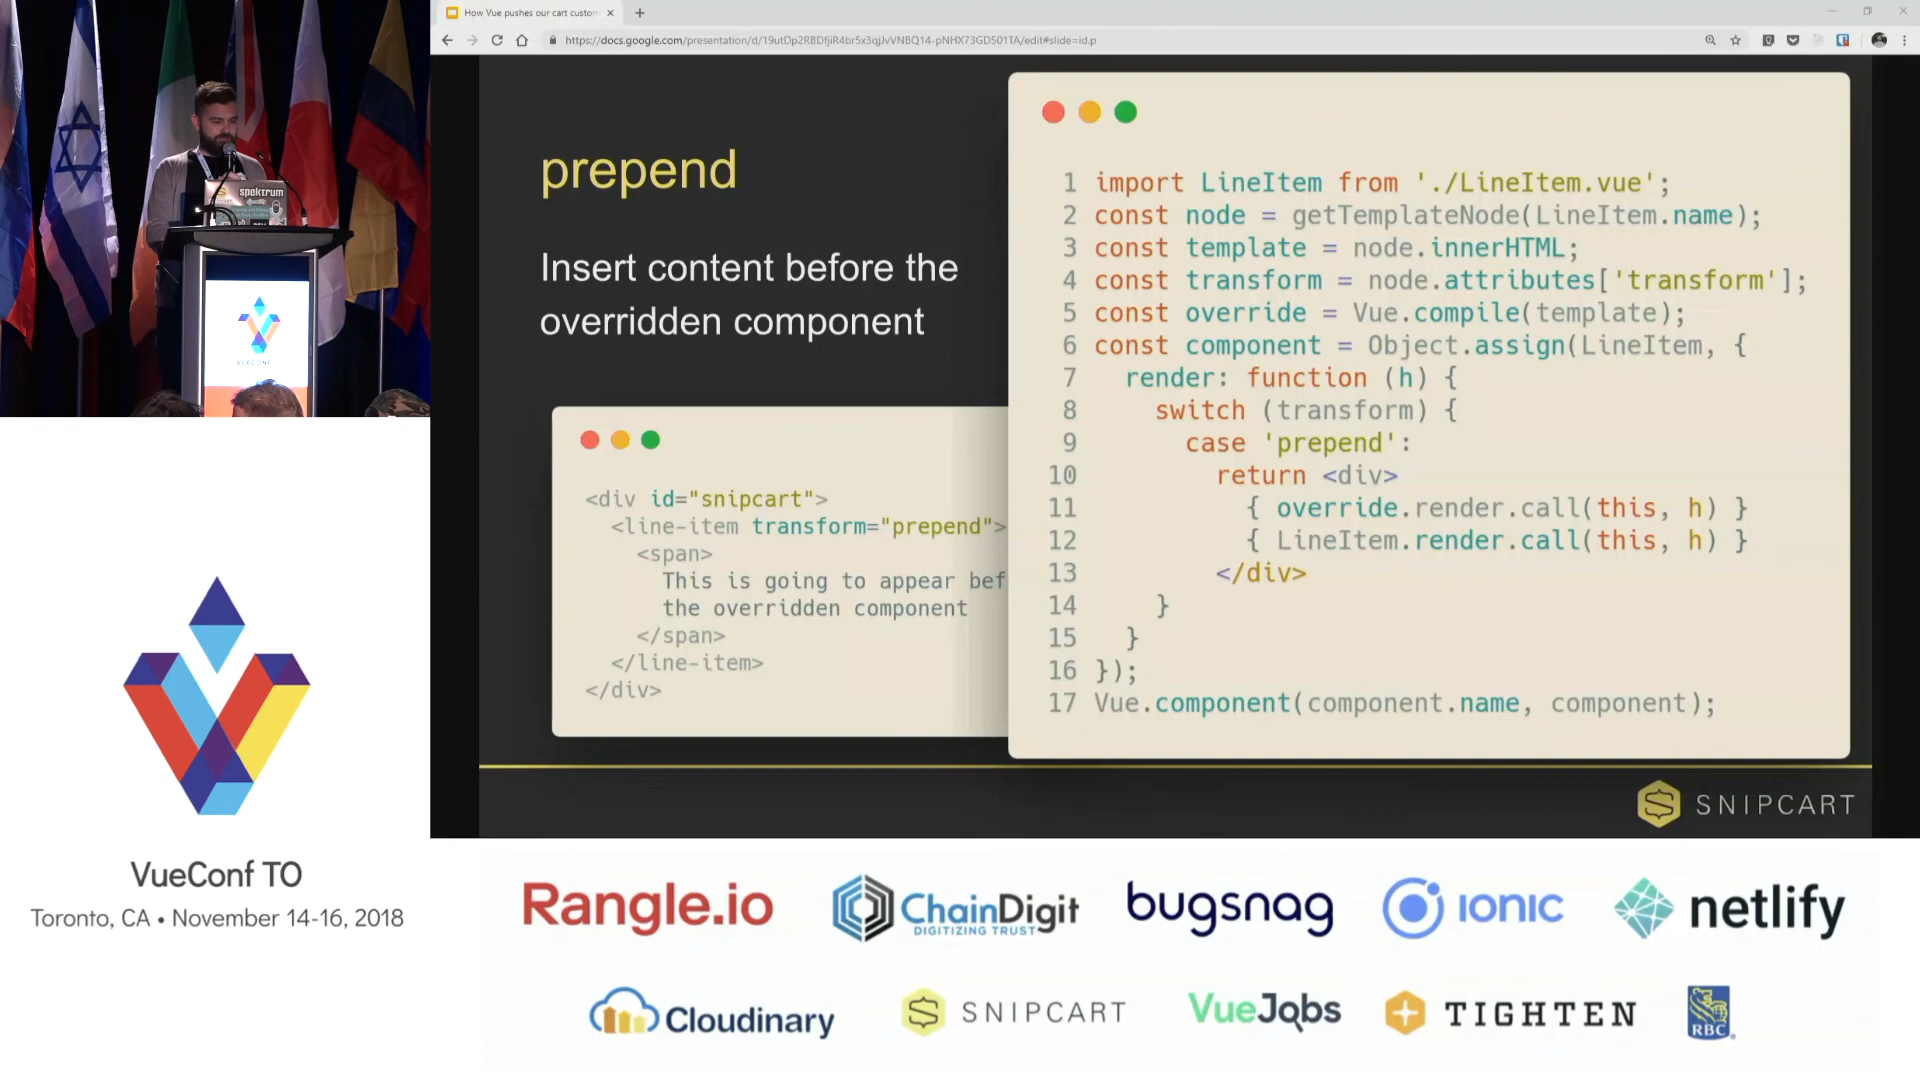 How Vue pushes our cart custom
https://docs.google.com/presentation/d/19utDp2RBDfjiR4br5x3qjJvVN8Q14-pNHX73GD501TA/edit#slide=id.p
spektrum
VUECONF
prepend
Insert content before the
overridden component
<div id="snipcart">
<line-item transform="prepend">
<span>
This is going to appear bef
the overridden component
</span>
</line-item>
</div>
1 import LineItem from './LineItem.vue';
2 const node = getTemplateNode(LineItem.name);
3 const template = node.innerHTML;
4 const transform = node.attributes['transform'];
5 const override = Vue.compile(template);
6 const component = Object.assign(LineItem, {
7 render: function (h) {
8 switch (transform) {
9 case 'prepend':
10 return <div>
11 { override.render.call(this, h) }
12 { LineItem.render.call(this, h) }
13 </div>
14 }
15 }
16 });
17 Vue.component(component.name, component);
SNIPCART
VueConf TO
Toronto, CA • November 14-16, 2018
Rangle.io
ChainDigit
DIGITIZING TRUST
bugsnag
IONIC
netlify
Cloudinary
SNIPCART
VueJobs
TIGHTEN
RBC